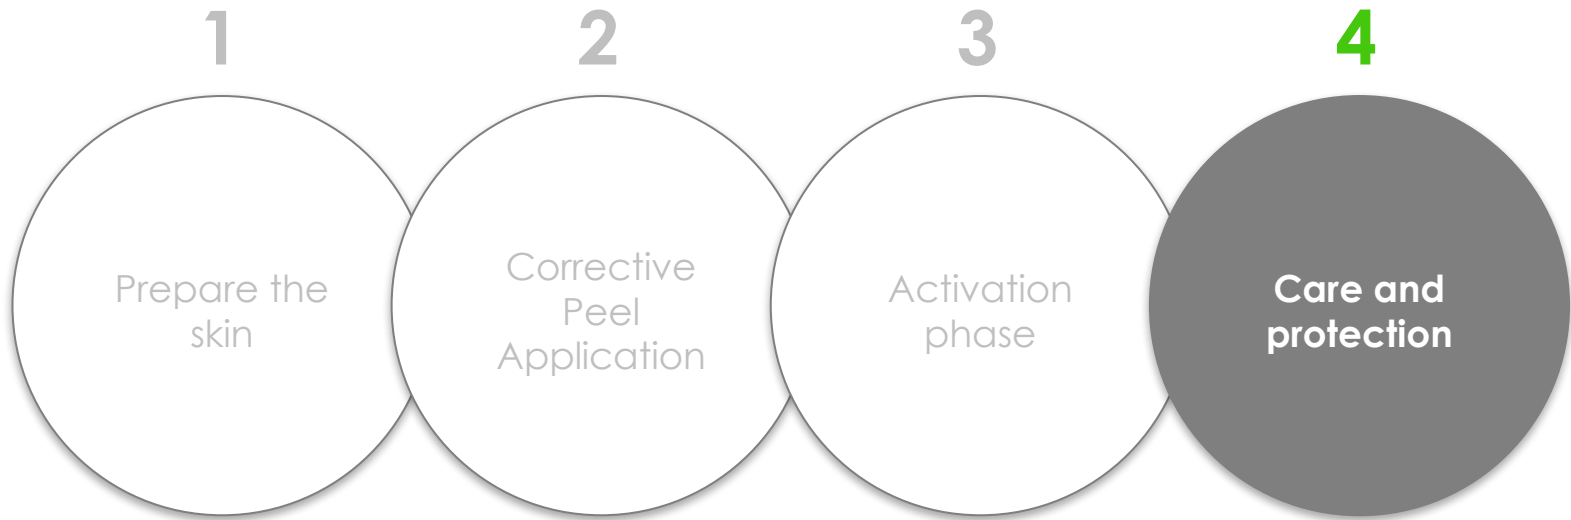 1
2
3
4
Prepare the
skin
Corrective
Peel
Application
Activation
phase
Care and
protection